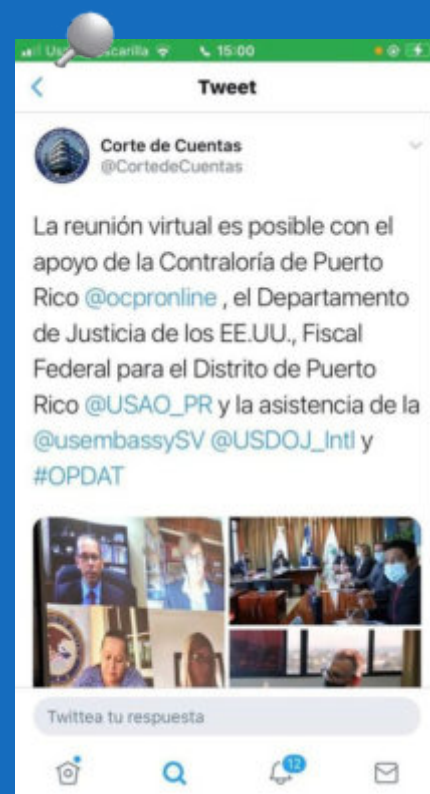 15:00
Tweet
Corte de Cuentas
@CortedeCuentas
La reunión virtual es posible con el
apoyo de la Contraloría de Puerto
Rico @ocpronline , el Departamento
de Justicia de los EE.UU., Fiscal
Federal para el Distrito de Puerto
Rico @USAO_PR y la asistencia de la
@usembassySV @USDOJ_Intl y
#OPDAT
Twittea tu respuesta
12